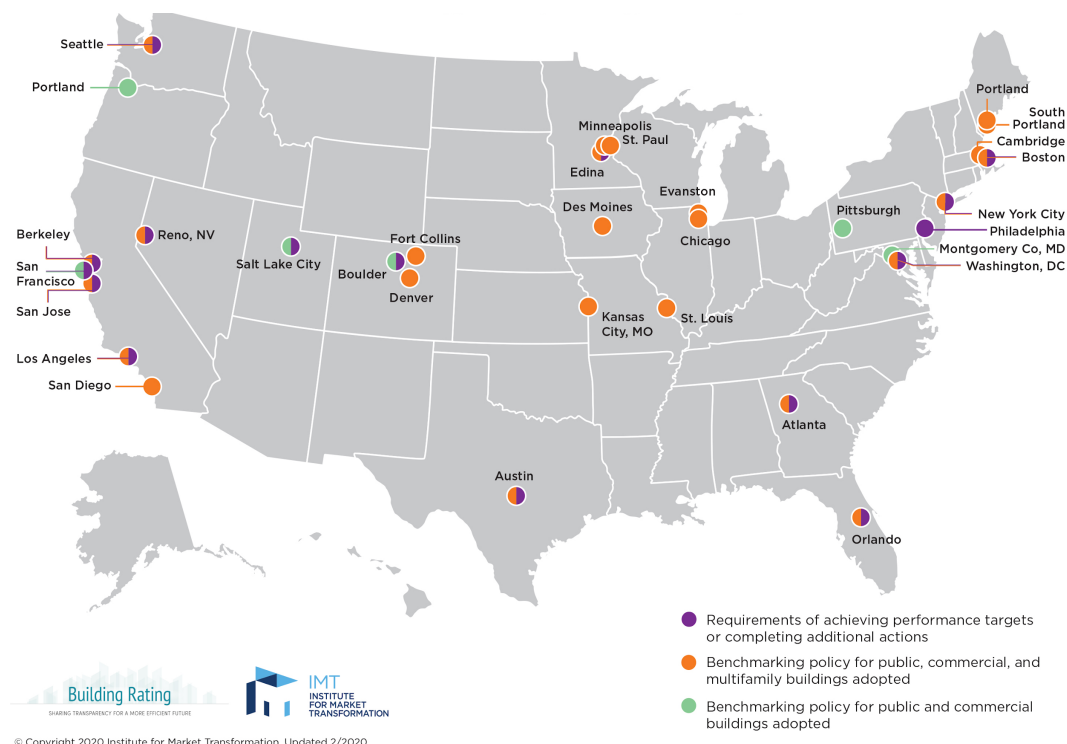 Seattle
Portland
Portland
South
Portland
Cambridge
Boston
Minneapolis
St. Paul
Edina
Evanston
Des Moines
Chicago
Pittsburgh
New York City
Philadelphia
Montgomery Co, MD
Washington, DC
Berkeley
San
Francisco
San Jose
Reno, NV
Salt Lake City
Fort Collins
Boulder
Denver
Kansas
City, MO
St. Louis
Los Angeles
San Diego
Atlanta
Austin
Orlando
Requirements of achieving performance targets
or completing additional actions
Benchmarking policy for public, commercial, and
multifamily buildings adopted
Benchmarking policy for public and commercial
buildings adopted
Building Rating
SHARING TRANSPARENCY FOR A MORE EFFICIENT FUTURE
IMT
INSTITUTE
FOR MARKET
TRANSFORMATION
© Copyright 2020 Institute for Market Transformation. Updated 2/2020